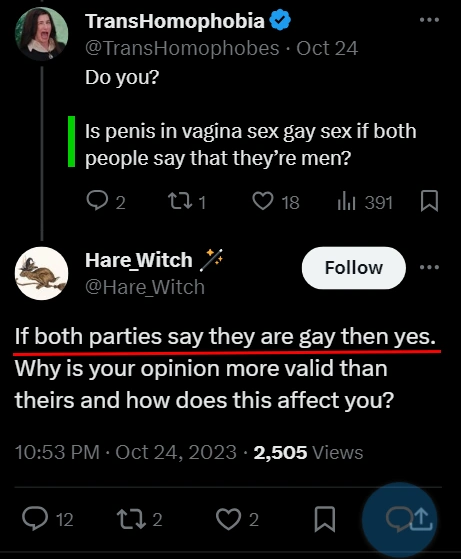 TransHomophobia
@TransHomophobes · Oct 24
Do you?
Is penis in vagina sex gay sex if both
people say that they’re men?
2 1 18 391
Hare_Witch
Follow
@Hare_Witch
If both parties say they are gay then yes.
Why is your opinion more valid than
theirs and how does this affect you?
10:53 PM · Oct 24, 2023 · 2,505 Views
12 2 2